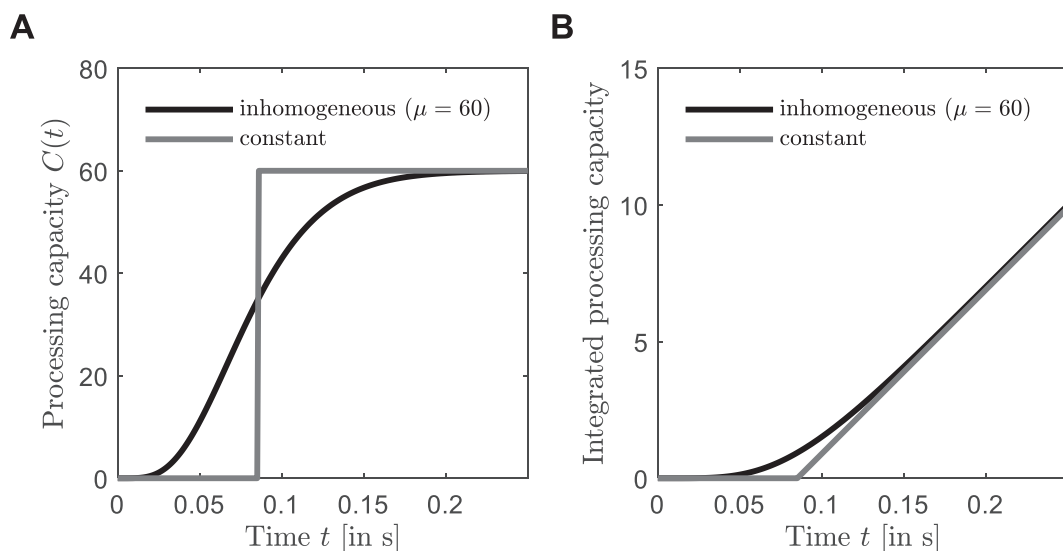 A
Processing capacity C(t)
80
60
40
20
0
inhomogeneous (μ = 60)
constant
0 0.05 0.1 0.15 0.2
Time t [in s]
B
Integrated processing capacity
15
10
5
0
inhomogeneous (μ = 60)
constant
0 0.05 0.1 0.15 0.2
Time t [in s]